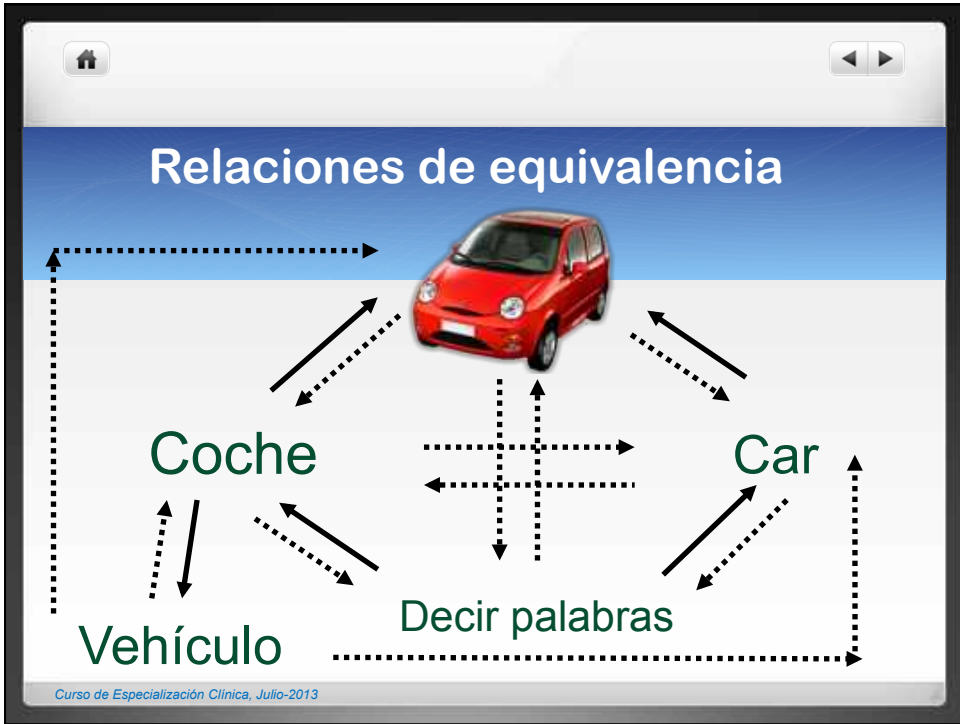 Relaciones de equivalencia
Coche
Car
Decir palabras
Vehículo
Curso de Especialización Clínica, Julio-2013